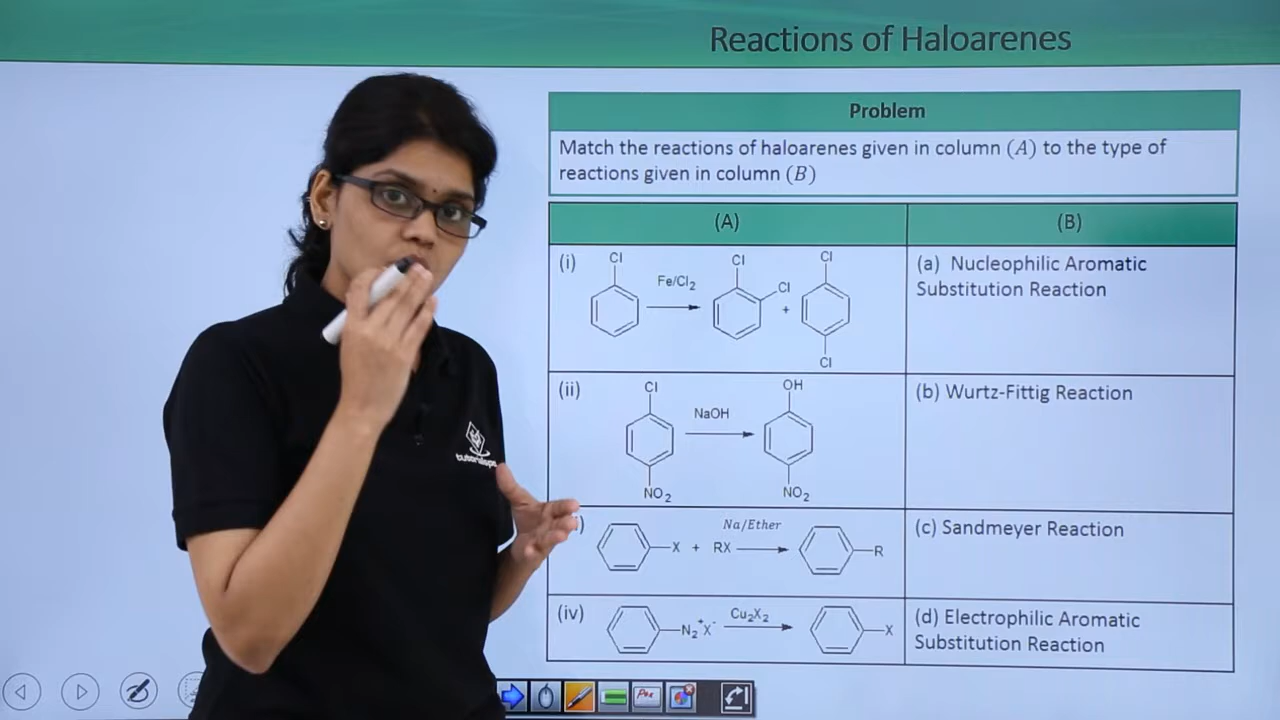 Reactions of Haloarenes
Problem
Match the reactions of haloarenes given in column (A) to the type of
reactions given in column (B)
(A)
(B)
(i)
Cl
Fe/Cl₂
Cl
Cl
+
Cl
Cl
(a) Nucleophilic Aromatic
Substitution Reaction
(ii)
Cl
NaOH
OH
NO₂
NO₂
(b) Wurtz-Fittig Reaction
X + RX
Na/Ether
R
(c) Sandmeyer Reaction
(iv)
N₂⁺X⁻
Cu₂X₂
X
(d) Electrophilic Aromatic
Substitution Reaction